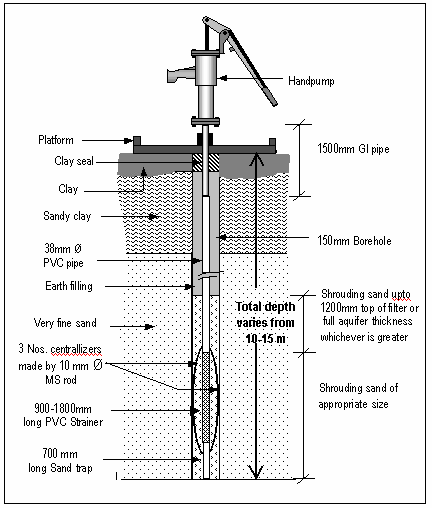 Handpump
Platform
1500mm GI pipe
Clay seal
Clay
Sandy clay
150mm Borehole
38mm Ø
PVC pipe
Earth filling
Total depth
varies from
10-15 m
Shrouding sand upto
1200mm top of filter or
full aquifer thickness
whichever is greater
Very fine sand
3 Nos. centrallizers
made by 10 mm Ø
MS rod
Shrouding sand of
appropriate size
900-1800mm
long PVC Strainer
700 mm
long Sand trap